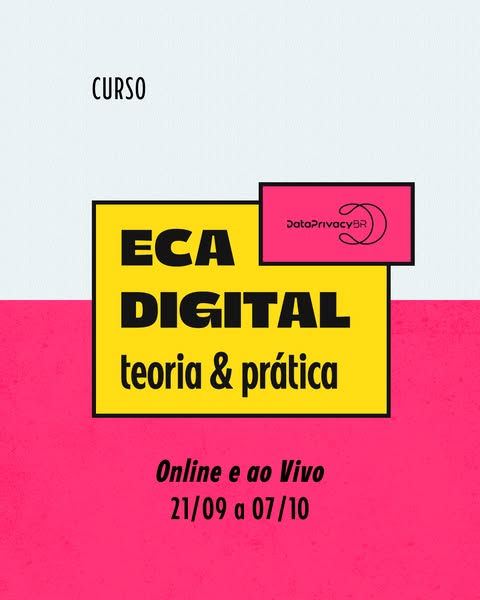 CURSO
DataPrivacyBR
ECA
DIGITAL
teoria & prática
Online e ao Vivo
21/09 a 07/10